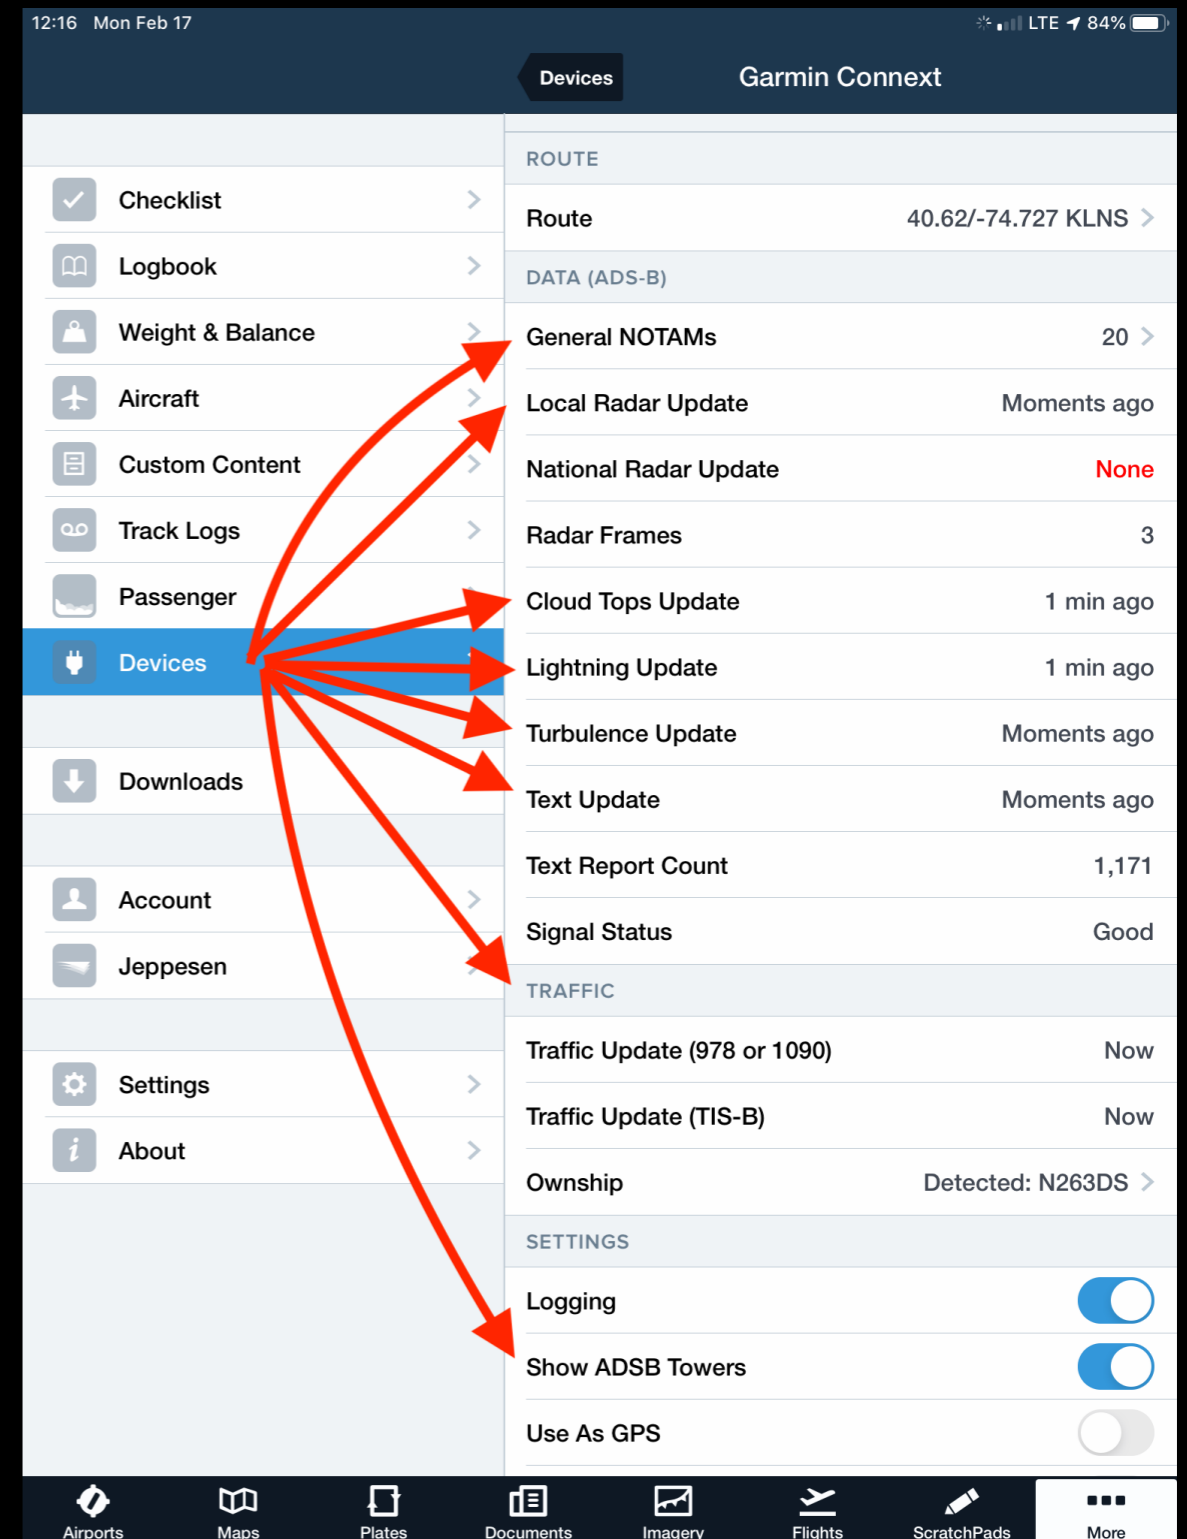 12:16 Mon Feb 17
LTE 84%
Devices
Garmin Connext
Checklist
Logbook
Weight & Balance
Aircraft
Custom Content
Track Logs
Passenger
Devices
Downloads
Account
Jeppesen
Settings
About
ROUTE
Route 40.62/-74.727 KLNS
DATA (ADS-B)
General NOTAMs 20
Local Radar Update Moments ago
National Radar Update None
Radar Frames 3
Cloud Tops Update 1 min ago
Lightning Update 1 min ago
Turbulence Update Moments ago
Text Update Moments ago
Text Report Count 1,171
Signal Status Good
TRAFFIC
Traffic Update (978 or 1090) Now
Traffic Update (TIS-B) Now
Ownship Detected: N263DS
SETTINGS
Logging
Show ADSB Towers
Use As GPS
Airports Maps Plates Documents Imagery Flights ScratchPads More